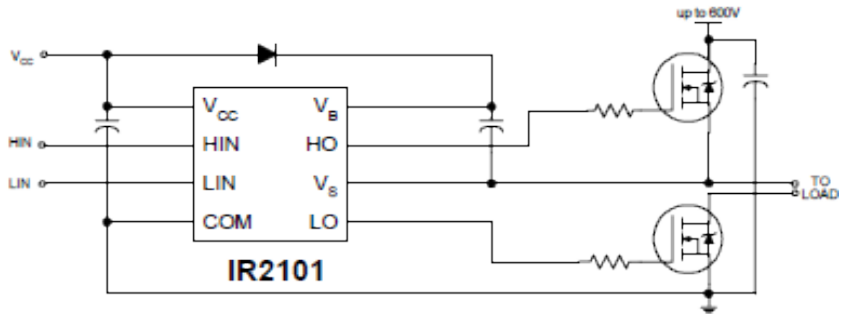 up to 600V
VCC
VCC VB
HIN HIN HO
LIN LIN VS TO
LOAD
COM LO
IR2101